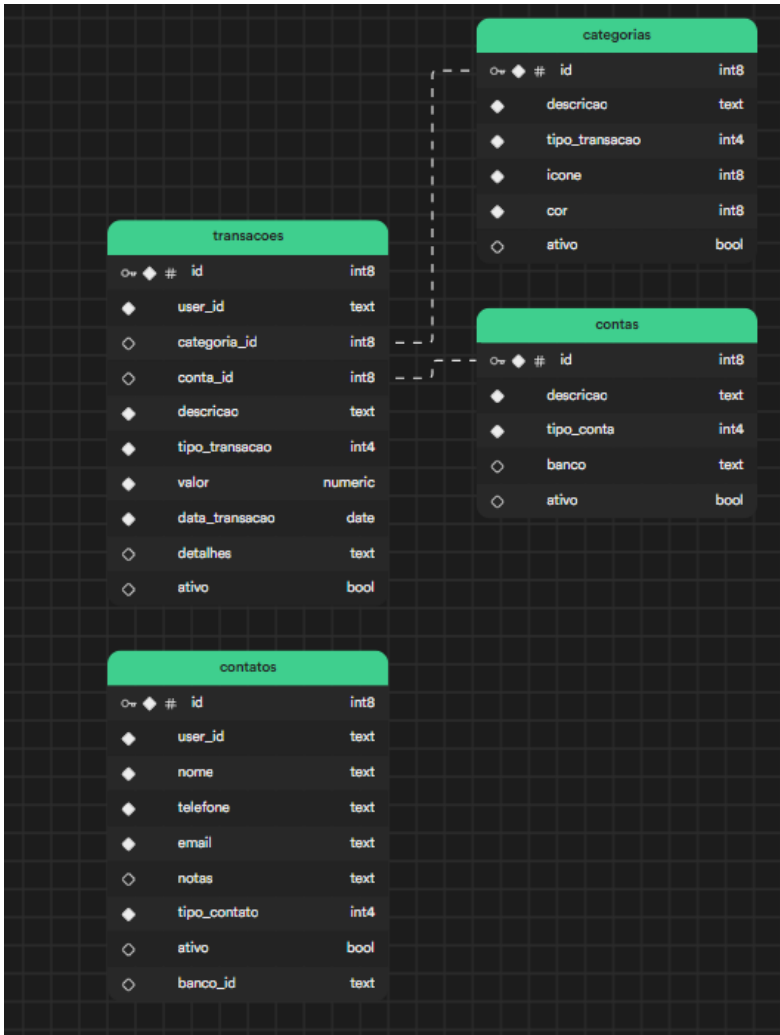 categorias
# id int8
descricao text
tipo_transacao int4
icone int8
cor int8
ativo bool
transacoes
# id int8
user_id text
categoria_id int8
conta_id int8
descricao text
tipo_transacao int4
valor numeric
data_transacao date
detalhes text
ativo bool
contas
# id int8
descricao text
tipo_conta int4
banco text
ativo bool
contatos
# id int8
user_id text
nome text
telefone text
email text
notas text
tipo_contato int4
ativo bool
banco_id text